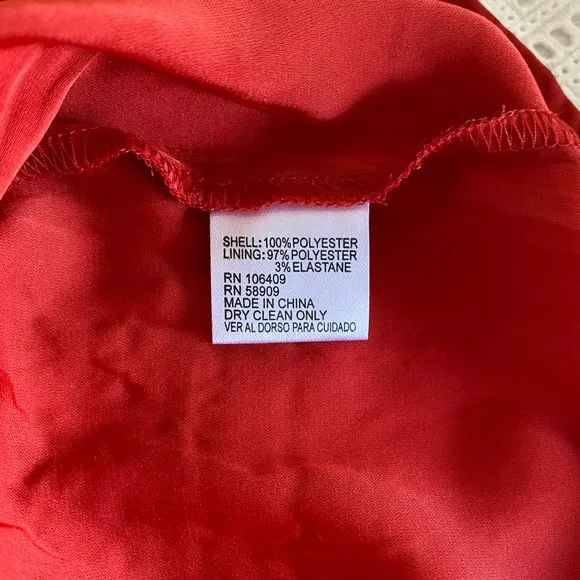 SHELL: 100% POLYESTER
LINING: 97% POLYESTER
3% ELASTANE
RN 106409
RN 58909
MADE IN CHINA
DRY CLEAN ONLY
VER AL DORSO PARA CUIDADO